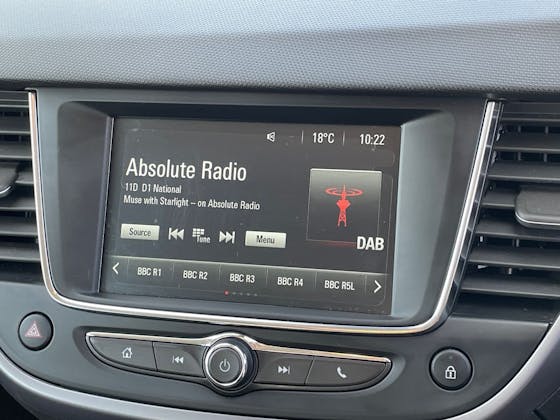 18°C 10:22
Absolute Radio
11D D1 National
Muse with Starlight – on Absolute Radio
Source Tune Menu
DAB
BBC R1 BBC R2 BBC R3 BBC R4 BBC R5L